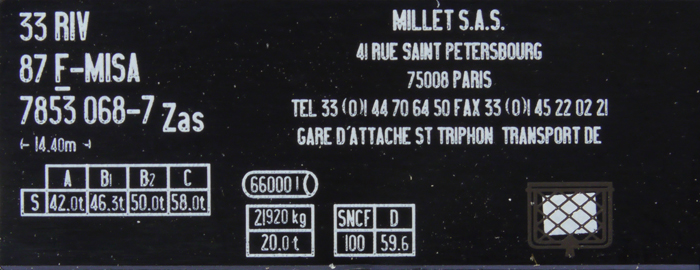 33 RIV
87 F-MISA
7853 068-7 Zas
14.40m
MILLET S.A.S.
41 RUE SAINT PETERSBOURG
75008 PARIS
TEL 33 (0)1 44 70 64 50 FAX 33 (0)1 45 22 02 21
GARE D'ATTACHE ST TRIPHON TRANSPORT DE
A B1 B2 C
S 42.0t 46.3t 50.0t 58.0t
66000 l
21920 kg
20.0 t
SNCF D
100 59.6